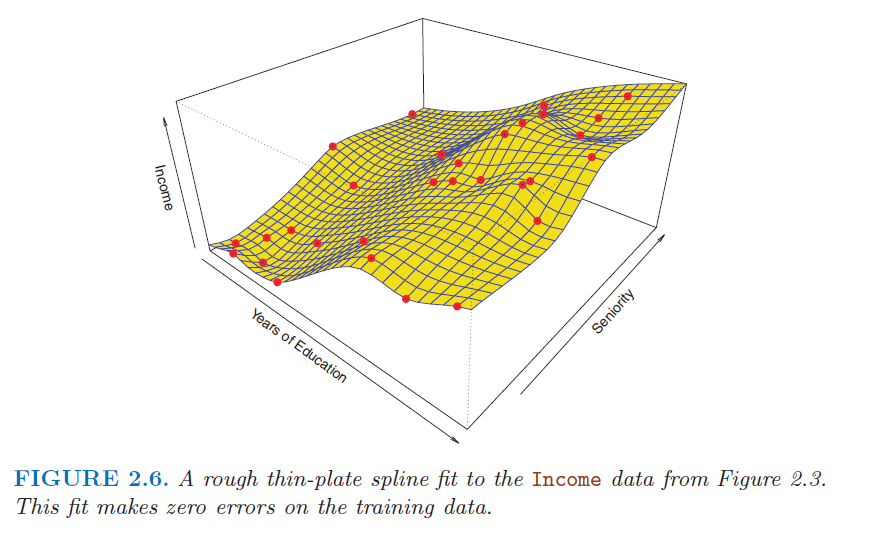 Income
Years of Education
Seniority
FIGURE 2.6. A rough thin-plate spline fit to the Income data from Figure 2.3.
This fit makes zero errors on the training data.